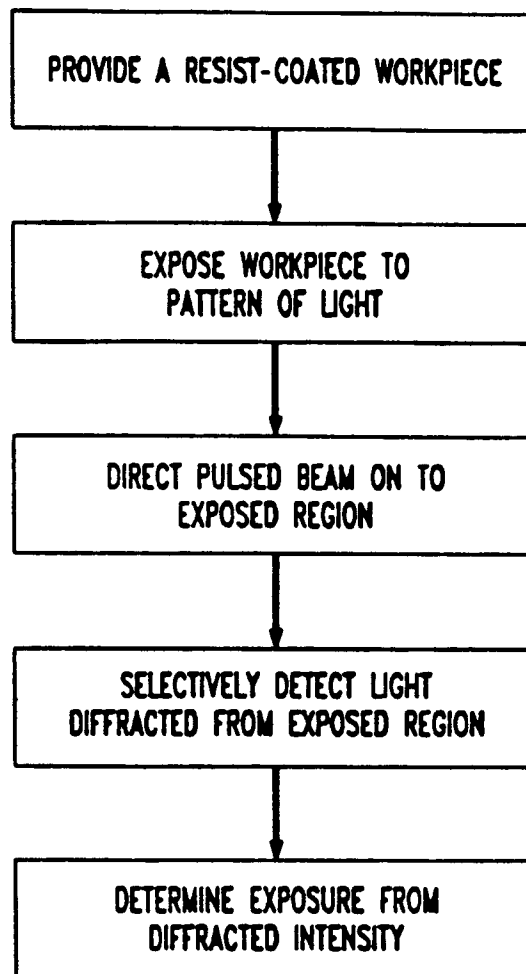 PROVIDE A RESIST-COATED WORKPIECE
EXPOSE WORKPIECE TO
PATTERN OF LIGHT
DIRECT PULSED BEAM ON TO
EXPOSED REGION
SELECTIVELY DETECT LIGHT
DIFFRACTED FROM EXPOSED REGION
DETERMINE EXPOSURE FROM
DIFFRACTED INTENSITY